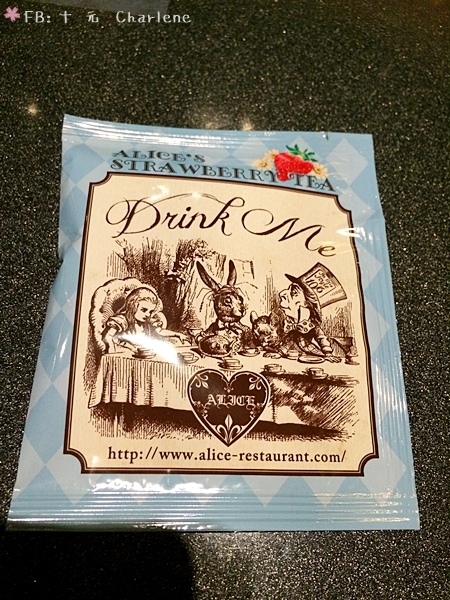 FB:十 元 Charlene
ALICE'S
STRAWBERRY TEA
Drink Me
ALICE
http://www.alice-restaurant.com/